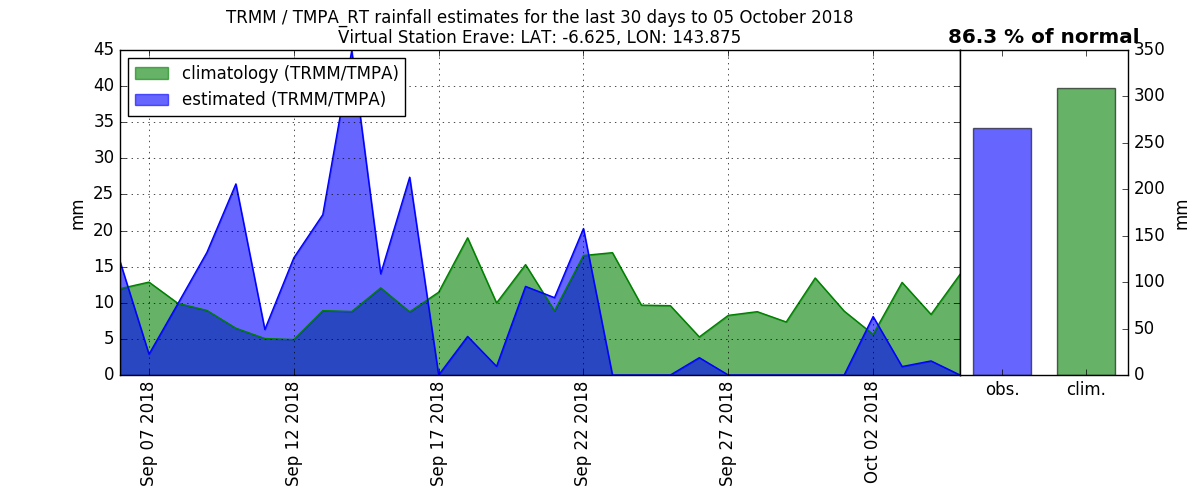 TRMM / TMPA_RT rainfall estimates for the last 30 days to 05 October 2018
Virtual Station Erave: LAT: -6.625, LON: 143.875
86.3 % of normal
climatology (TRMM/TMPA)
estimated (TRMM/TMPA)
45
40
35
30
25
20
15
10
5
0
mm
Sep 07 2018
Sep 12 2018
Sep 17 2018
Sep 22 2018
Sep 27 2018
Oct 02 2018
obs.
clim.
350
300
250
200
150
100
50
0
mm